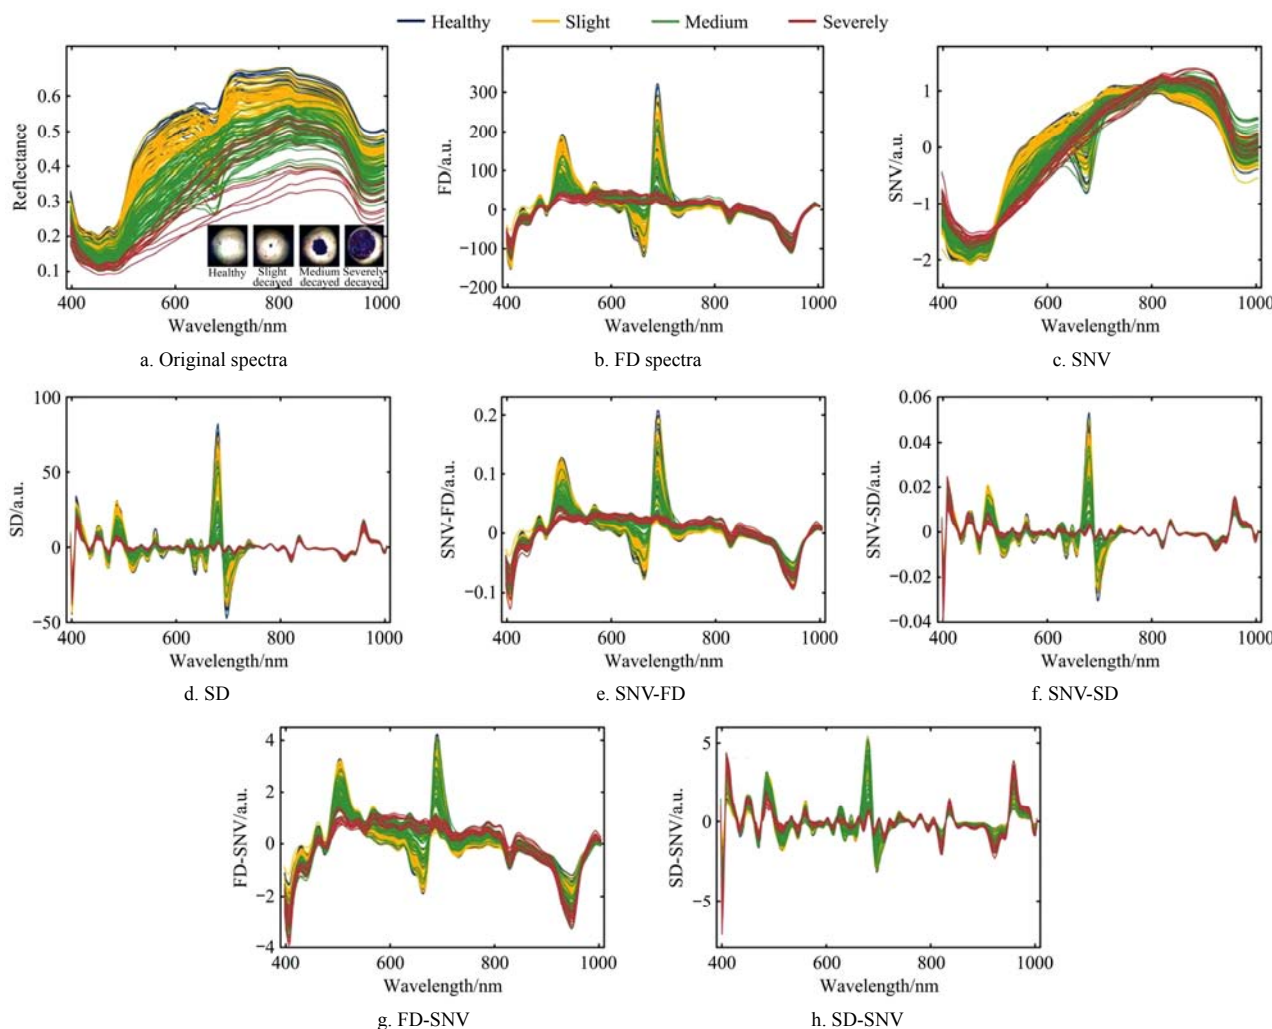 Healthy Slight Medium Severely
Reflectance
0.6
0.5
0.4
0.3
0.2
0.1
Healthy
Slight
decayed
Medium
decayed
Severely
decayed
400 600 800 1000
Wavelength/nm
a. Original spectra
FD/a.u.
300
200
100
0
−100
−200
400 600 800 1000
Wavelength/nm
b. FD spectra
SNV/a.u.
1
0
−1
−2
400 600 800 1000
Wavelength/nm
c. SNV
SD/a.u.
100
50
0
−50
400 600 800 1000
Wavelength/nm
d. SD
SNV-FD/a.u.
0.2
0.1
0
−0.1
400 600 800 1000
Wavelength/nm
e. SNV-FD
SNV-SD/a.u.
0.06
0.04
0.02
0
−0.02
−0.04
400 600 800 1000
Wavelength/nm
f. SNV-SD
FD-SNV/a.u.
4
2
0
−2
−4
400 600 800 1000
Wavelength/nm
g. FD-SNV
SD-SNV/a.u.
5
0
−5
400 600 800 1000
Wavelength/nm
h. SD-SNV